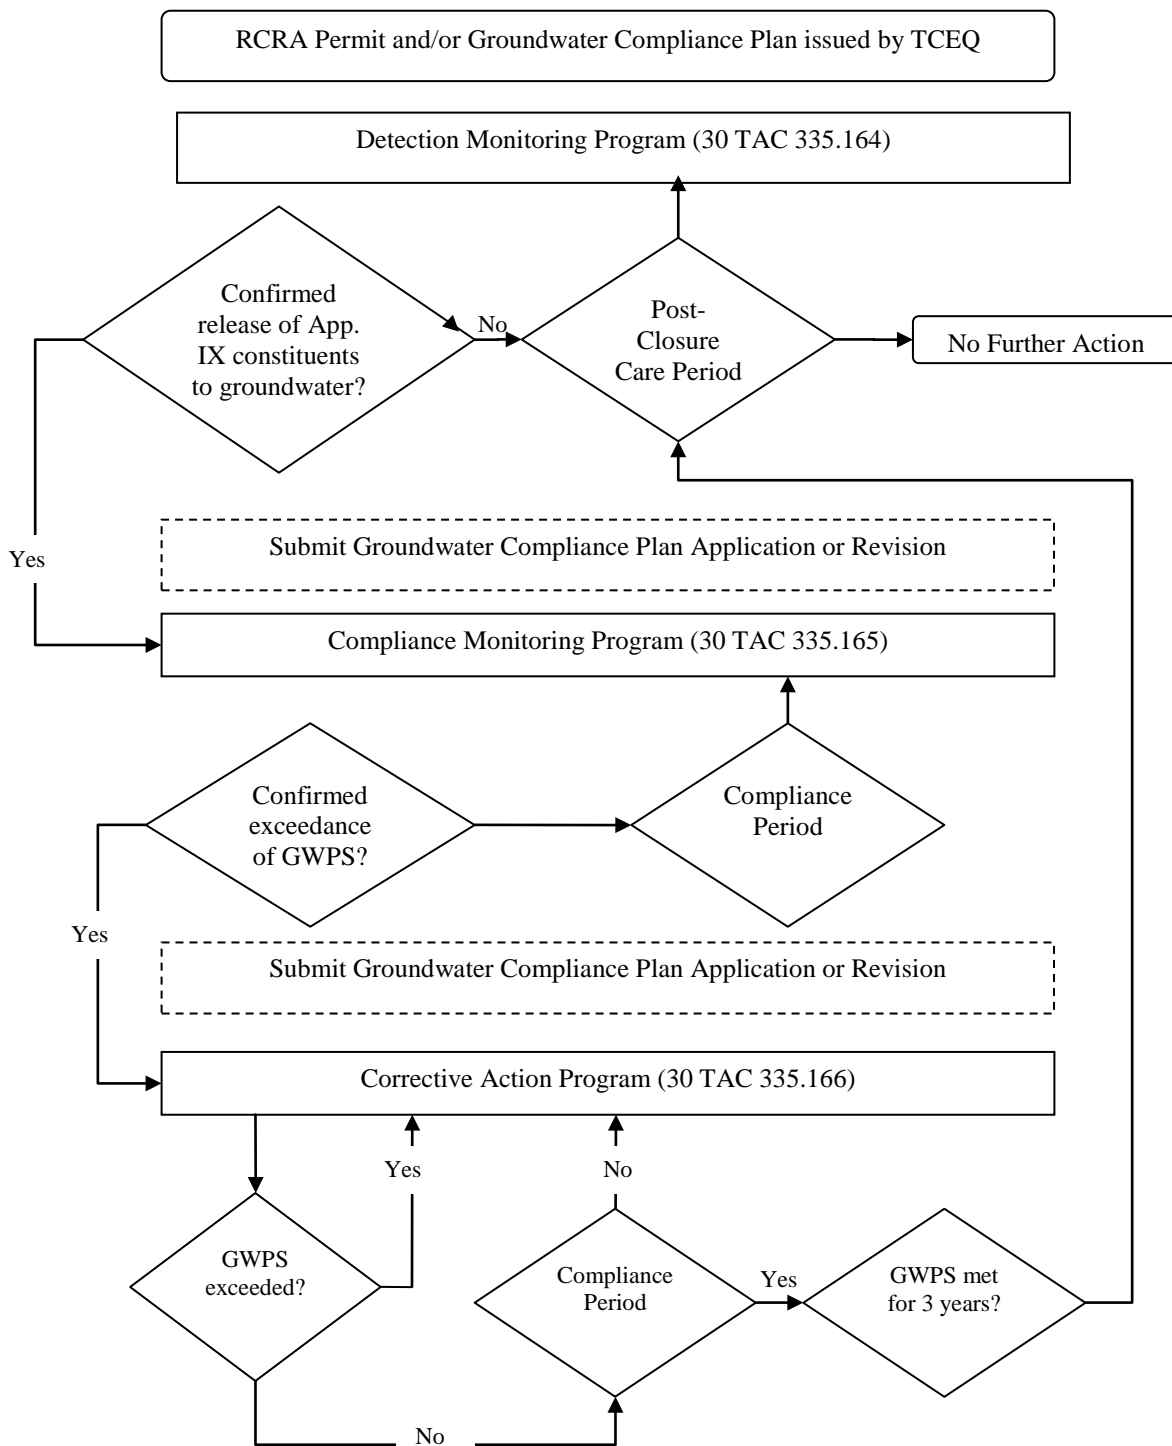 RCRA Permit and/or Groundwater Compliance Plan issued by TCEQ
Detection Monitoring Program (30 TAC 335.164)
Confirmed
release of App.
IX constituents
to groundwater?
No
Post-
Closure
Care Period
No Further Action
Yes
Submit Groundwater Compliance Plan Application or Revision
Compliance Monitoring Program (30 TAC 335.165)
Confirmed
exceedance
of GWPS?
Compliance
Period
Yes
Submit Groundwater Compliance Plan Application or Revision
Corrective Action Program (30 TAC 335.166)
Yes
No
GWPS
exceeded?
Compliance
Period
Yes
GWPS met
for 3 years?
No